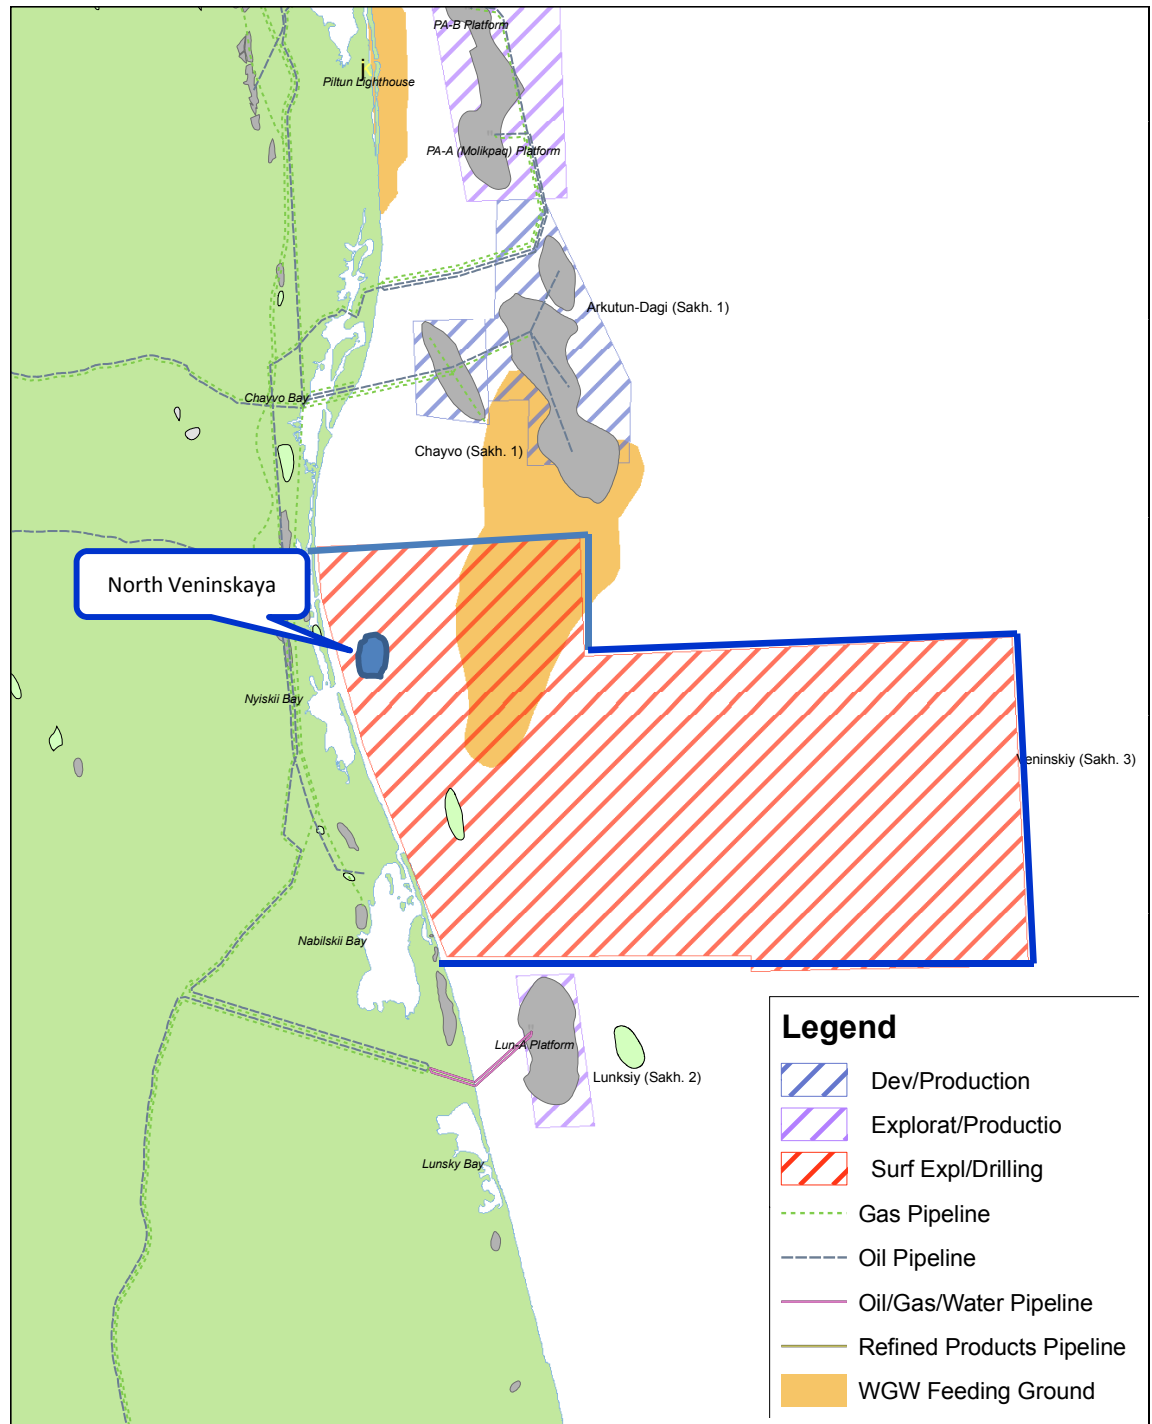 PA-B Platform
j
Piltun Lighthouse
PA-A (Molikpaq) Platform
Arkutun-Dagi (Sakh. 1)
Chayvo Bay
Chayvo (Sakh. 1)
North Veninskaya
Nyiskii Bay
eninskiy (Sakh. 3)
Nabilskii Bay
Lun-A Platform
Lunksiy (Sakh. 2)
Lunsky Bay
Legend
Dev/Production
Explorat/Productio
Surf Expl/Drilling
Gas Pipeline
Oil Pipeline
Oil/Gas/Water Pipeline
Refined Products Pipeline
WGW Feeding Ground